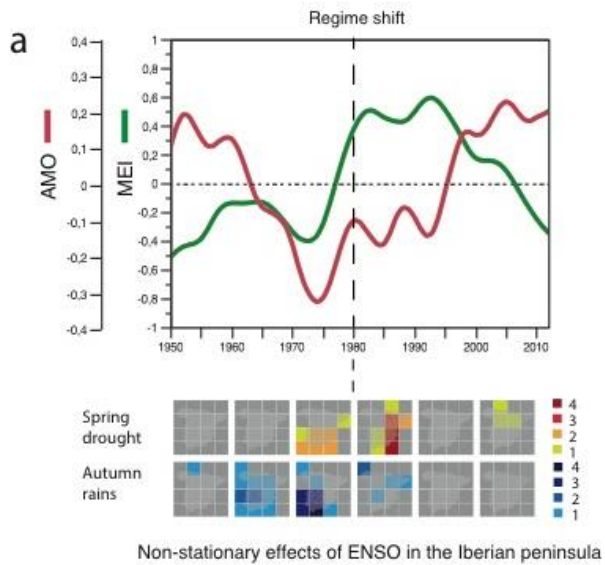 Regime shift
a
0,4
0,3
0,2
0,1
0
-0,1
-0,2
-0,3
-0,4
AMO
MEI
1
0,8
0,6
0,4
0,2
0
-0,2
-0,4
-0,6
-0,8
-1
1950 1960 1970 1980 1990 2000 2010
Spring
drought
Autumn
rains
4
3
2
1
4
3
2
1
Non-stationary effects of ENSO in the Iberian peninsula